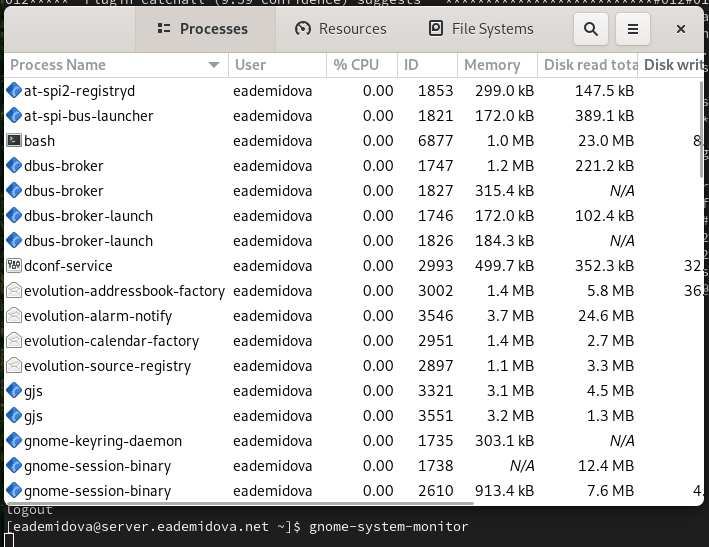 012***** Plugin catchall (9.59 confidence) suggests **************************#012#01
Processes Resources File Systems
Process Name User % CPU ID Memory Disk read tota Disk writ
at-spi2-registryd eademidova 0.00 1853 299.0 kB 147.5 kB
at-spi-bus-launcher eademidova 0.00 1821 172.0 kB 389.1 kB
bash eademidova 0.00 6877 1.0 MB 23.0 MB 8.
dbus-broker eademidova 0.00 1747 1.2 MB 221.2 kB
dbus-broker eademidova 0.00 1827 315.4 kB N/A
dbus-broker-launch eademidova 0.00 1746 172.0 kB 102.4 kB
dbus-broker-launch eademidova 0.00 1826 184.3 kB N/A
dconf-service eademidova 0.00 2993 499.7 kB 352.3 kB 32.
evolution-addressbook-factory eademidova 0.00 3002 1.4 MB 5.8 MB 36.
evolution-alarm-notify eademidova 0.00 3546 3.7 MB 24.6 MB
evolution-calendar-factory eademidova 0.00 2951 1.4 MB 2.7 MB
evolution-source-registry eademidova 0.00 2897 1.1 MB 3.3 MB
gjs eademidova 0.00 3321 3.1 MB 4.5 MB
gjs eademidova 0.00 3551 3.2 MB 1.3 MB
gnome-keyring-daemon eademidova 0.00 1735 303.1 kB N/A
gnome-session-binary eademidova 0.00 1738 N/A 12.4 MB
gnome-session-binary eademidova 0.00 2610 913.4 kB 7.6 MB 4.
logout
[eademidova@server.eademidova.net ~]$ gnome-system-monitor